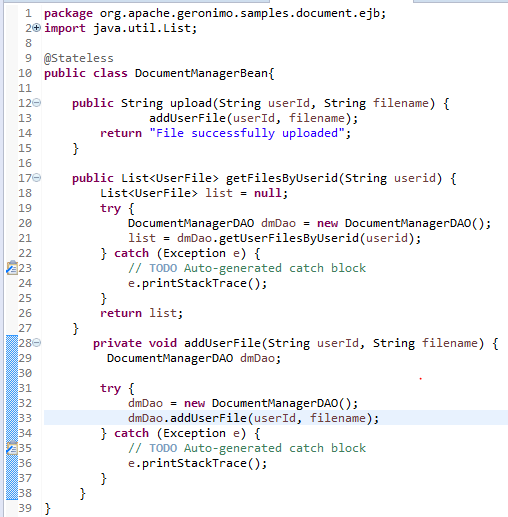 1 package org.apache.geronimo.samples.document.ejb;
2 import java.util.List;
8
9 @Stateless
10 public class DocumentManagerBean{
11
12 public String upload(String userId, String filename) {
13 addUserFile(userId, filename);
14 return "File successfully uploaded";
15 }
16
17 public List<UserFile> getFilesByUserid(String userid) {
18 List<UserFile> list = null;
19 try {
20 DocumentManagerDAO dmDao = new DocumentManagerDAO();
21 list = dmDao.getUserFilesByUserid(userid);
22 } catch (Exception e) {
23 // TODO Auto-generated catch block
24 e.printStackTrace();
25 }
26 return list;
27 }
28 private void addUserFile(String userId, String filename) {
29 DocumentManagerDAO dmDao;
30
31 try {
32 dmDao = new DocumentManagerDAO();
33 dmDao.addUserFile(userId, filename);
34 } catch (Exception e) {
35 // TODO Auto-generated catch block
36 e.printStackTrace();
37 }
38 }
39 }